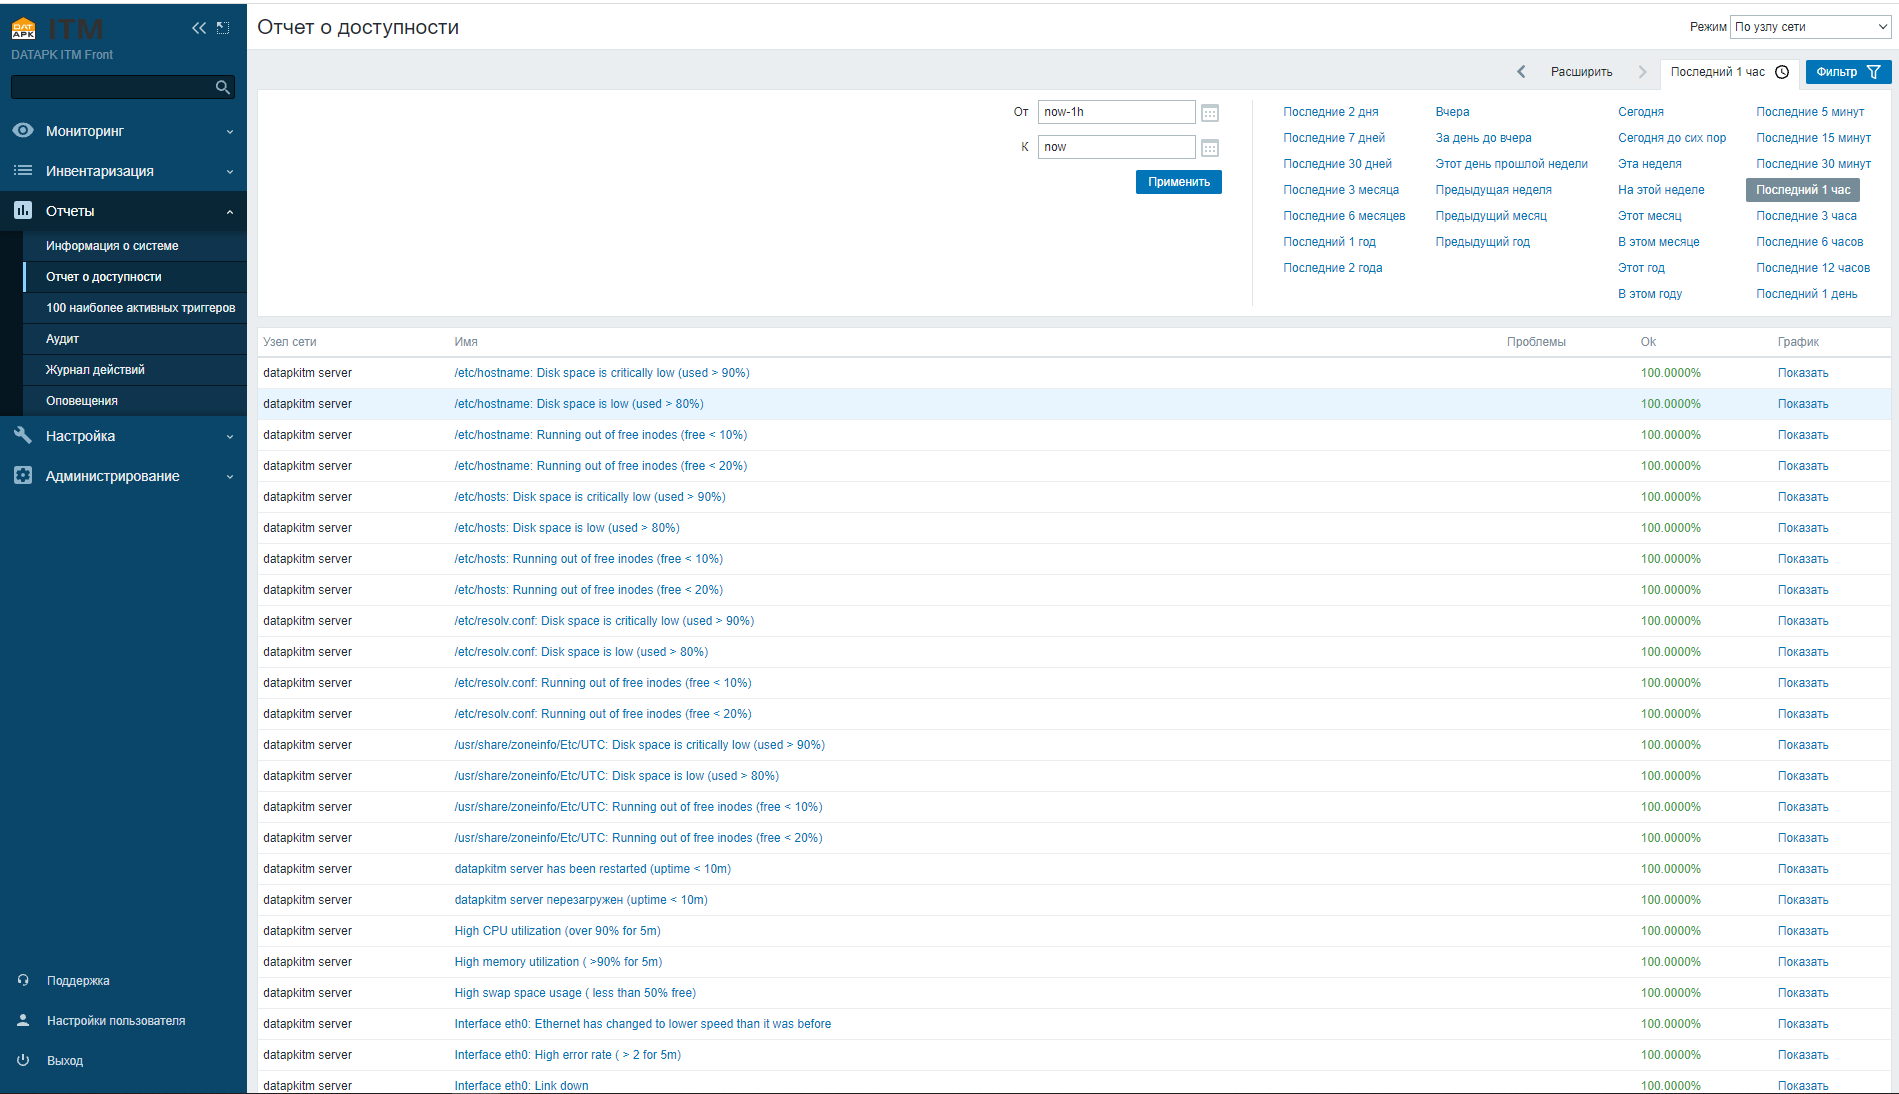 DAT
APK
ITM
DATAPK ITM Front
Мониторинг
Инвентаризация
Отчеты
Информация о системе
Отчет о доступности
100 наиболее активных триггеров
Аудит
Журнал действий
Оповещения
Настройка
Администрирование
Поддержка
Настройки пользователя
Выход
Отчет о доступности
Режим По узлу сети
Расширить Последний 1 час Фильтр
От now-1h
К now
Применить
Последние 2 дня Вчера Сегодня Последние 5 минут
Последние 7 дней За день до вчера Сегодня до сих пор Последние 15 минут
Последние 30 дней Этот день прошлой недели Эта неделя Последние 30 минут
Последние 3 месяца Предыдущая неделя На этой неделе Последний 1 час
Последние 6 месяцев Предыдущий месяц Этот месяц Последние 3 часа
Последний 1 год Предыдущий год В этом месяце Последние 6 часов
Последние 2 года Этот год Последние 12 часов
В этом году Последний 1 день
Узел сети Имя Проблемы Ok График
datapkitm server /etc/hostname: Disk space is critically low (used > 90%) 100.0000% Показать
datapkitm server /etc/hostname: Disk space is low (used > 80%) 100.0000% Показать
datapkitm server /etc/hostname: Running out of free inodes (free < 10%) 100.0000% Показать
datapkitm server /etc/hostname: Running out of free inodes (free < 20%) 100.0000% Показать
datapkitm server /etc/hosts: Disk space is critically low (used > 90%) 100.0000% Показать
datapkitm server /etc/hosts: Disk space is low (used > 80%) 100.0000% Показать
datapkitm server /etc/hosts: Running out of free inodes (free < 10%) 100.0000% Показать
datapkitm server /etc/hosts: Running out of free inodes (free < 20%) 100.0000% Показать
datapkitm server /etc/resolv.conf: Disk space is critically low (used > 90%) 100.0000% Показать
datapkitm server /etc/resolv.conf: Disk space is low (used > 80%) 100.0000% Показать
datapkitm server /etc/resolv.conf: Running out of free inodes (free < 10%) 100.0000% Показать
datapkitm server /etc/resolv.conf: Running out of free inodes (free < 20%) 100.0000% Показать
datapkitm server /usr/share/zoneinfo/Etc/UTC: Disk space is critically low (used > 90%) 100.0000% Показать
datapkitm server /usr/share/zoneinfo/Etc/UTC: Disk space is low (used > 80%) 100.0000% Показать
datapkitm server /usr/share/zoneinfo/Etc/UTC: Running out of free inodes (free < 10%) 100.0000% Показать
datapkitm server /usr/share/zoneinfo/Etc/UTC: Running out of free inodes (free < 20%) 100.0000% Показать
datapkitm server datapkitm server has been restarted (uptime < 10m) 100.0000% Показать
datapkitm server datapkitm server перезагружен (uptime < 10m) 100.0000% Показать
datapkitm server High CPU utilization (over 90% for 5m) 100.0000% Показать
datapkitm server High memory utilization ( >90% for 5m) 100.0000% Показать
datapkitm server High swap space usage ( less than 50% free) 100.0000% Показать
datapkitm server Interface eth0: Ethernet has changed to lower speed than it was before 100.0000% Показать
datapkitm server Interface eth0: High error rate ( > 2 for 5m) 100.0000% Показать
datapkitm server Interface eth0: Link down 100.0000% Показать